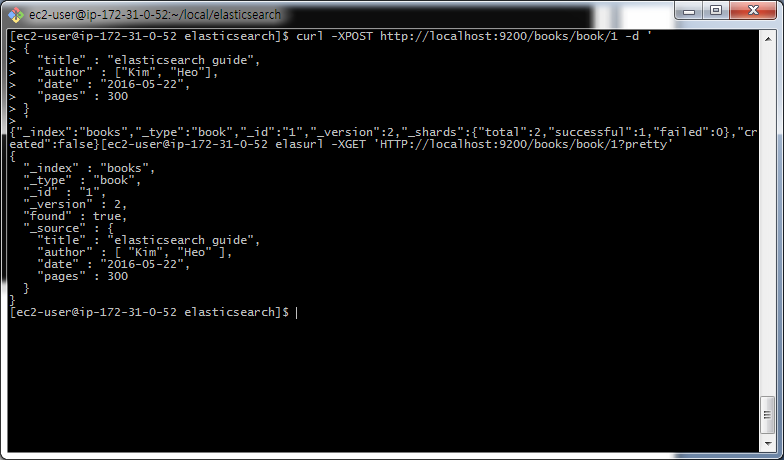 ec2-user@ip-172-31-0-52:~/local/elasticsearch
[ec2-user@ip-172-31-0-52 elasticsearch]$ curl -XPOST http://localhost:9200/books/book/1 -d '
> {
>   "title" : "elasticsearch guide",
>   "author" : ["Kim", "Heo"],
>   "date" : "2016-05-22",
>   "pages" : 300
> }
> '
{"_index":"books","_type":"book","_id":"1","_version":2,"_shards":{"total":2,"successful":1,"failed":0},"cr
eated":false}[ec2-user@ip-172-31-0-52 elasurl -XGET 'HTTP://localhost:9200/books/book/1?pretty'
{
  "_index" : "books",
  "_type" : "book",
  "_id" : "1",
  "_version" : 2,
  "found" : true,
  "_source" : {
    "title" : "elasticsearch guide",
    "author" : [ "Kim", "Heo" ],
    "date" : "2016-05-22",
    "pages" : 300
  }
}
[ec2-user@ip-172-31-0-52 elasticsearch]$